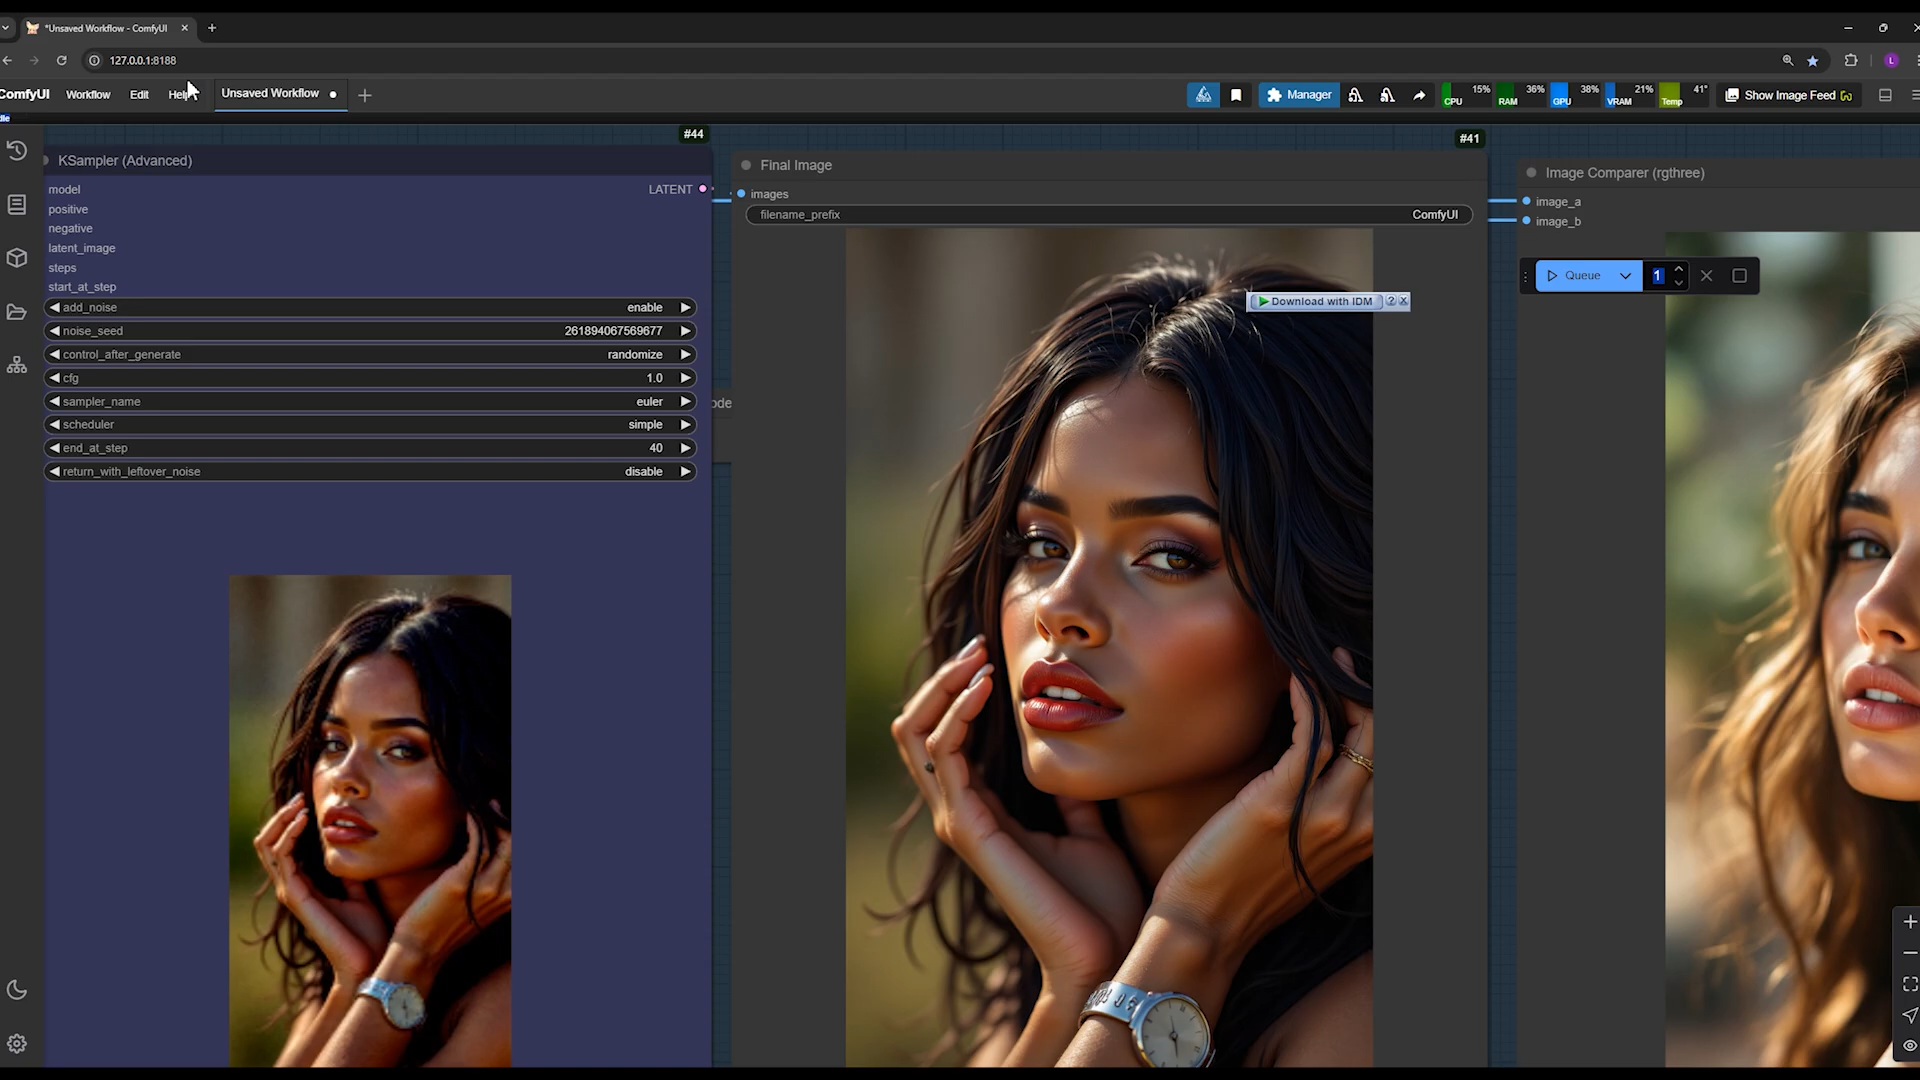 *Unsaved Workflow - ComfyUI
127.0.0.1:8188
ComfyUI
Workflow
Edit
Help
Unsaved Workflow
Manager
CPU 15%
RAM 36%
GPU 38%
VRAM 21%
Temp 41°
Show Image Feed
L
#44
KSampler (Advanced)
model
LATENT
positive
negative
latent_image
steps
start_at_step
add_noise enable
noise_seed 261894067569677
control_after_generate randomize
cfg 1.0
sampler_name euler
scheduler simple
end_at_step 40
return_with_leftover_noise disable
ode
#41
Final Image
images
filename_prefix ComfyUI
Download with IDM
?
Image Comparer (rgthree)
image_a
image_b
Queue
1